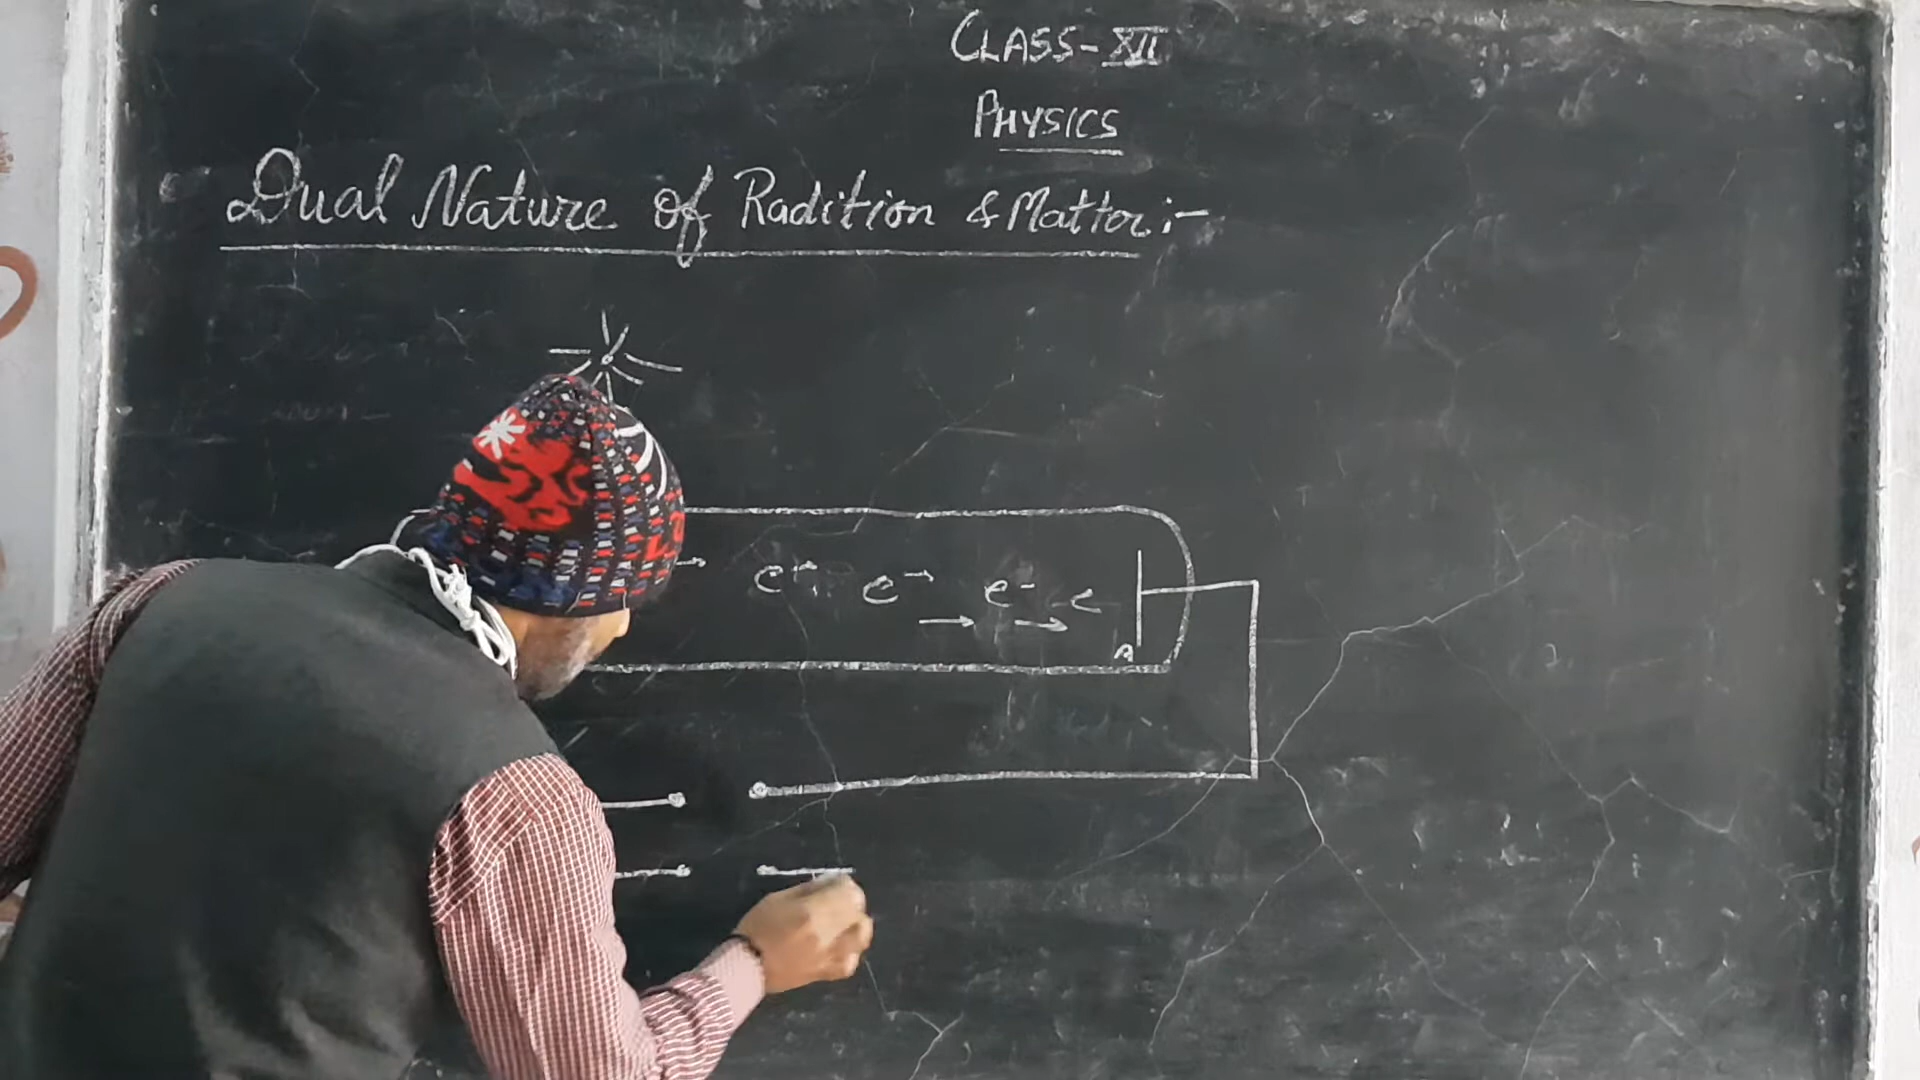 CLASS-XII
PHYSICS
Dual Nature of Radition & Matter:-
e⁻ e⁻ e⁻ e
A